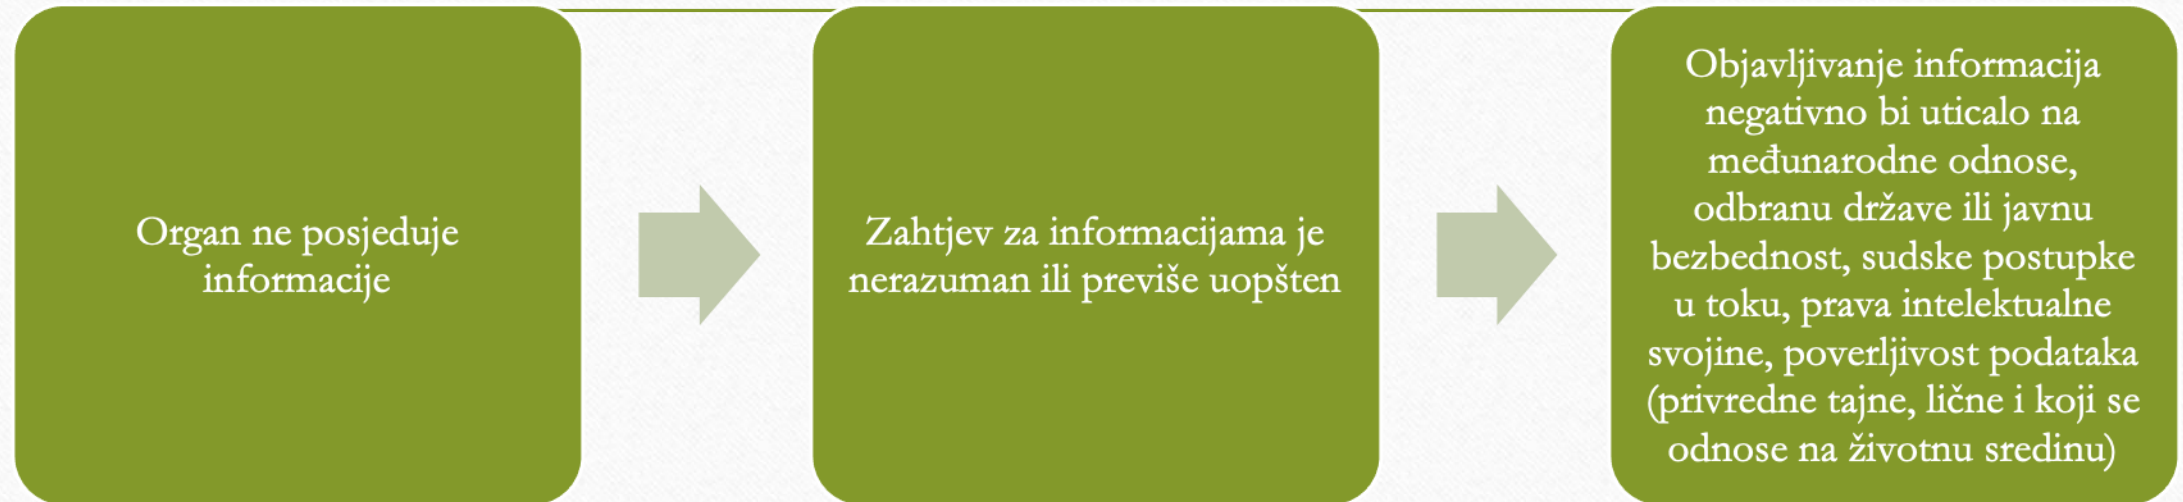 Organ ne posjeduje
informacije
Zahtjev za informacijama je
nerazuman ili previše uopšten
Objavljivanje informacija
negativno bi uticalo na
međunarodne odnose,
odbranu države ili javnu
bezbednost, sudske postupke
u toku, prava intelektualne
svojine, poverljivost podataka
(privredne tajne, lične i koji se
odnose na životnu sredinu)